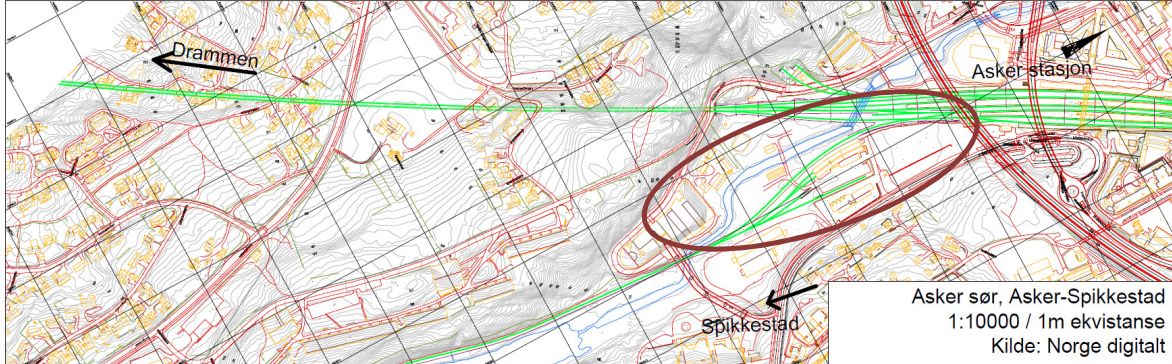 Drammen
Asker stasjon
Spikkestad
Asker sør, Asker-Spikkestad
1:10000 / 1m ekvistanse
Kilde: Norge digitalt